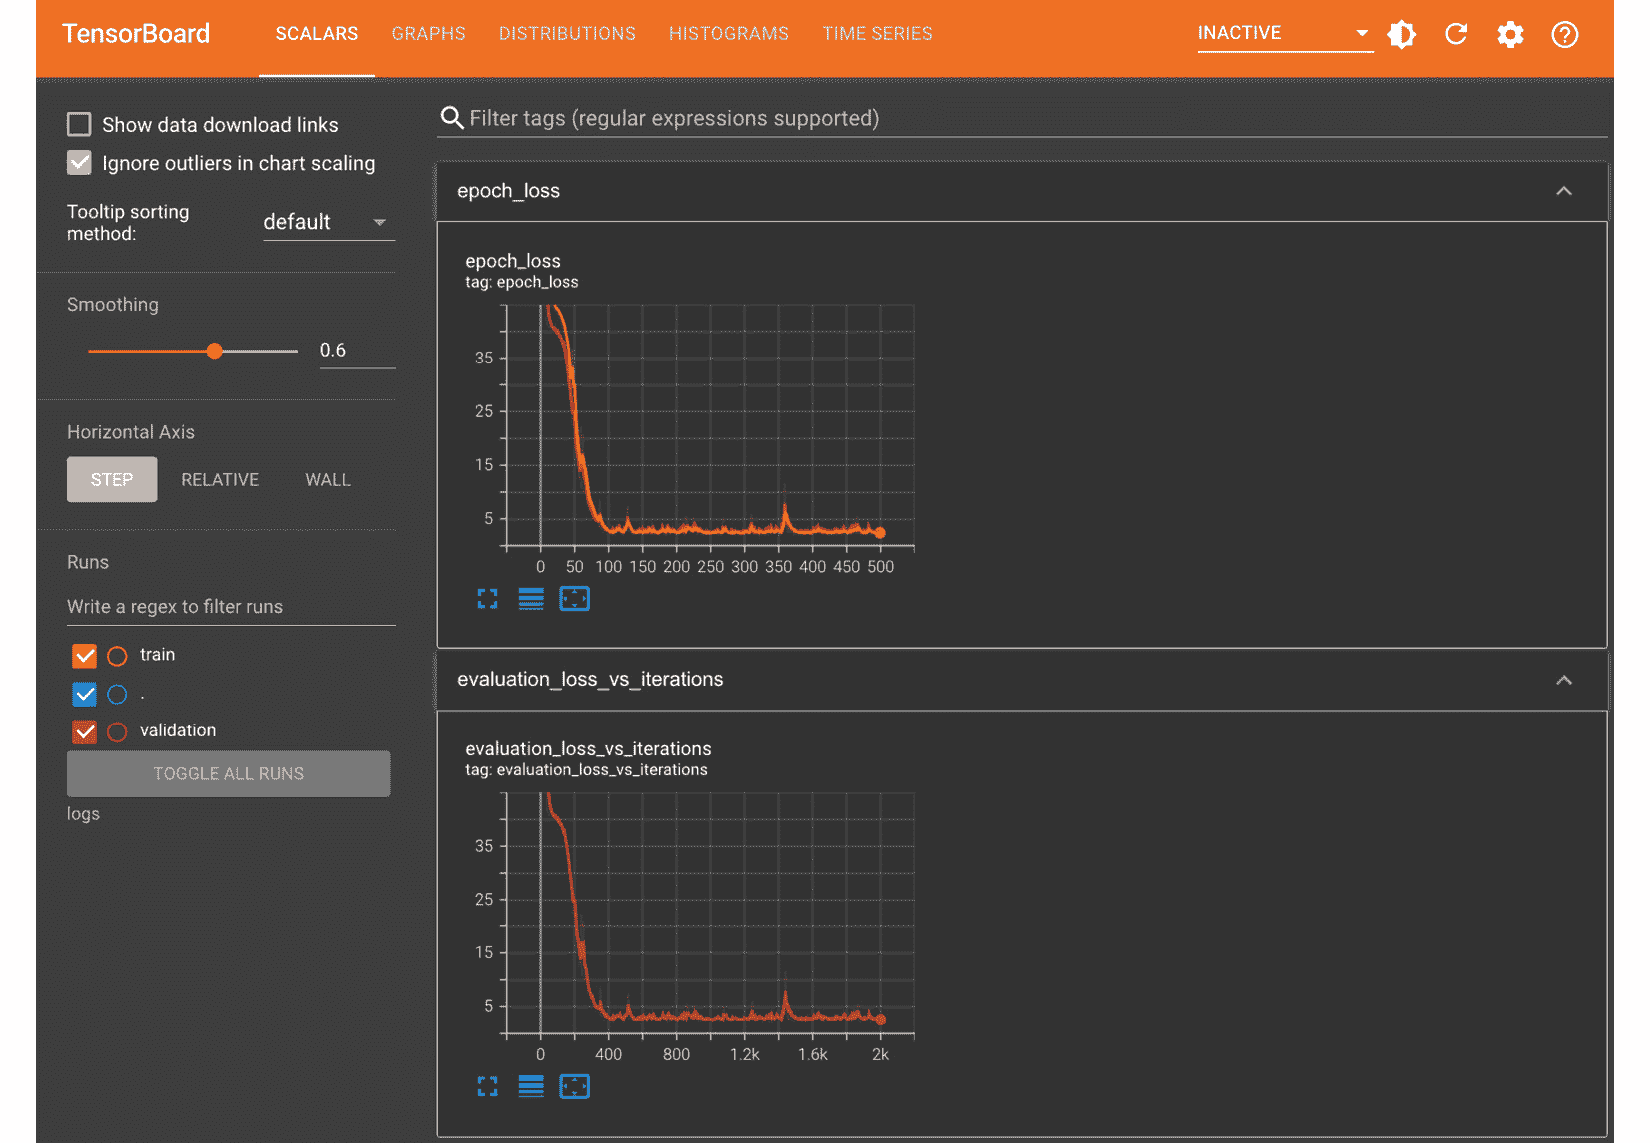 TensorBoard
SCALARS GRAPHS DISTRIBUTIONS HISTOGRAMS TIME SERIES INACTIVE
Show data download links
Ignore outliers in chart scaling
Tooltip sorting
method:
default
Smoothing
0.6
Horizontal Axis
STEP RELATIVE WALL
Runs
Write a regex to filter runs
train
.
validation
TOGGLE ALL RUNS
logs
Filter tags (regular expressions supported)
epoch_loss
epoch_loss
tag: epoch_loss
35
25
15
5
0 50 100 150 200 250 300 350 400 450 500
evaluation_loss_vs_iterations
evaluation_loss_vs_iterations
tag: evaluation_loss_vs_iterations
35
25
15
5
0 400 800 1.2k 1.6k 2k